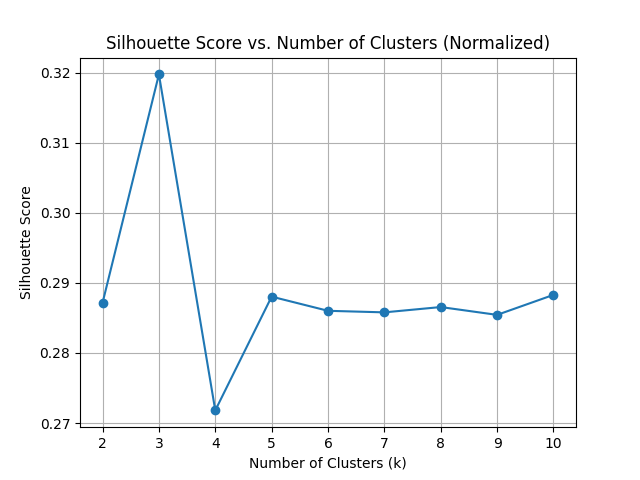 Silhouette Score vs. Number of Clusters (Normalized)
0.32
0.31
0.30
0.29
0.28
0.27
Silhouette Score
2 3 4 5 6 7 8 9 10
Number of Clusters (k)